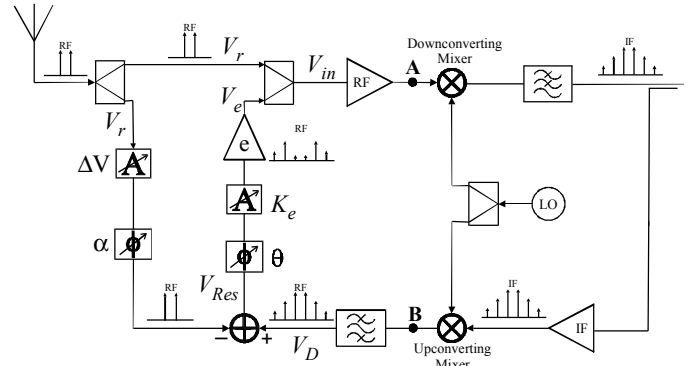 RF
RF
V_r
V_e
V_in
RF
A
Downconverting
Mixer
IF
V_r
ΔV
A
e
RF
A
K_e
LO
α
ϕ
ϕ
θ
V_Res
RF
RF
IF
B
IF
− +
V_D
Upconverting
Mixer